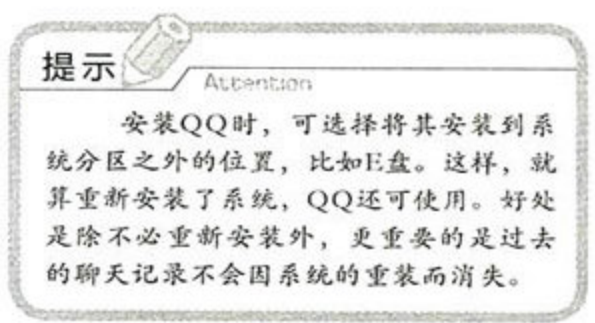 提示
Attention
安装QQ时，可选择将其安装到系
统分区之外的位置，比如E盘。这样，就
算重新安装了系统，QQ还可使用。好处
是除不必重新安装外，更重要的是过去
的聊天记录不会因系统的重装而消失。